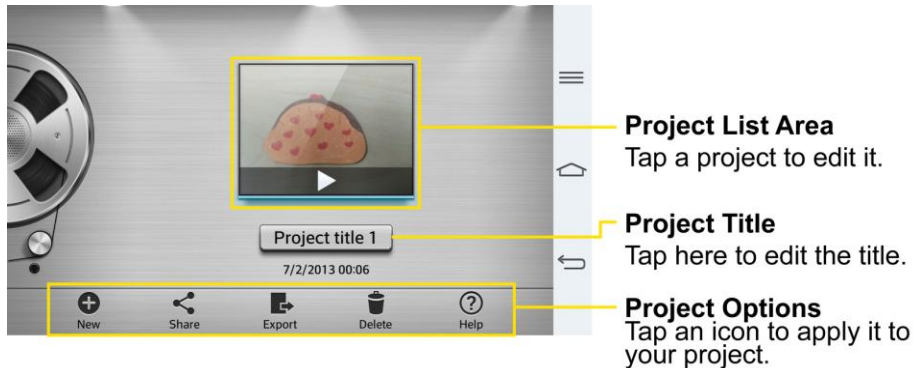 Project List Area
Tap a project to edit it.
Project title 1
Project Title
Tap here to edit the title.
7/2/2013 00:06
New
Share
Export
Delete
Help
Project Options
Tap an icon to apply it to
your project.